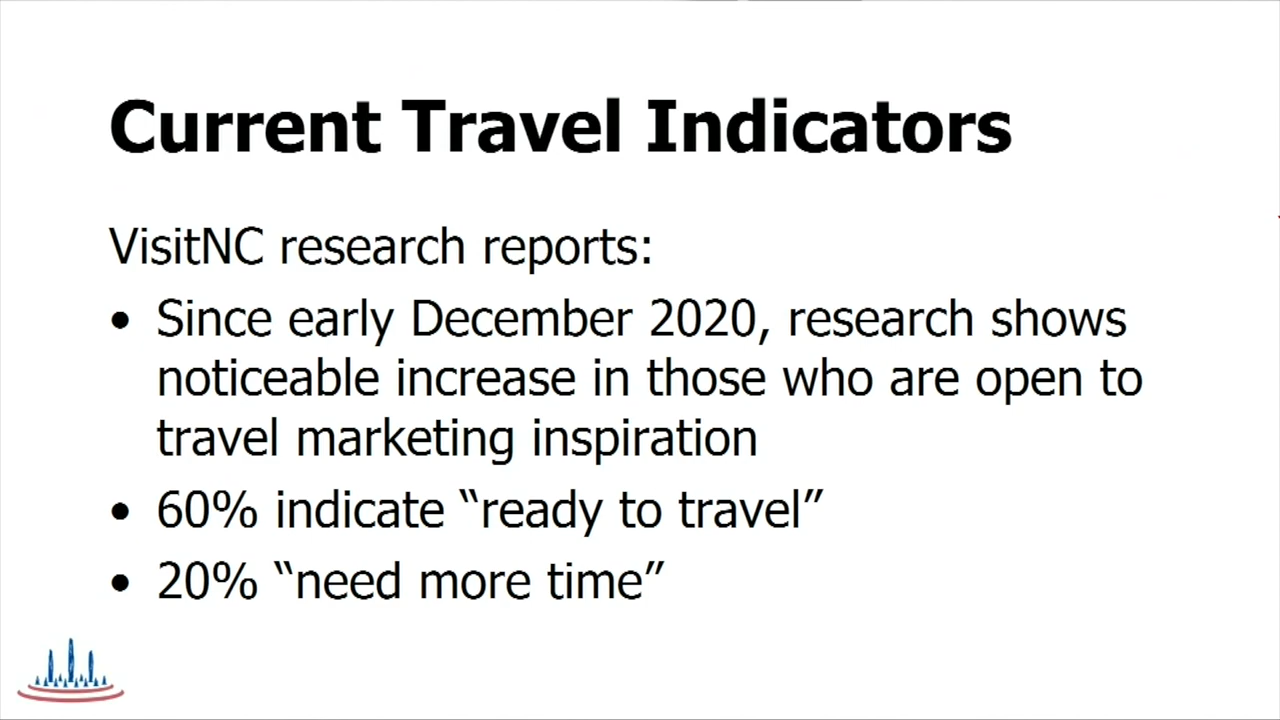 Current Travel Indicators
VisitNC research reports:
• Since early December 2020, research shows
noticeable increase in those who are open to
travel marketing inspiration
• 60% indicate “ready to travel”
• 20% “need more time”